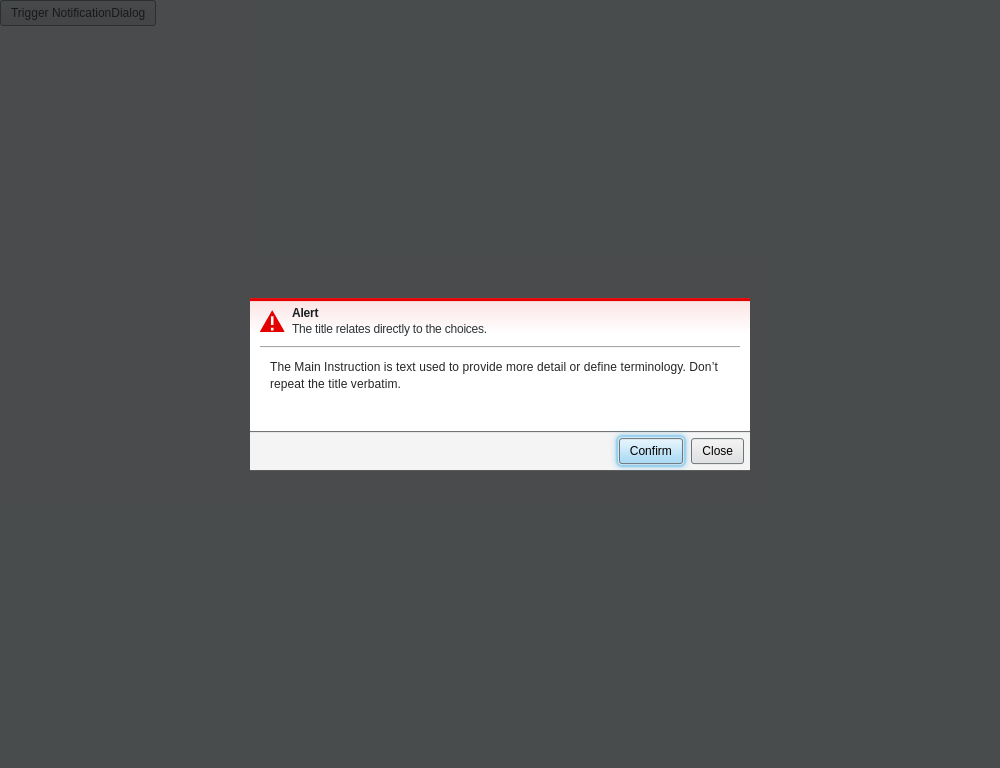 Trigger NotificationDialog
Alert
The title relates directly to the choices.
The Main Instruction is text used to provide more detail or define terminology. Don’t
repeat the title verbatim.
Confirm
Close